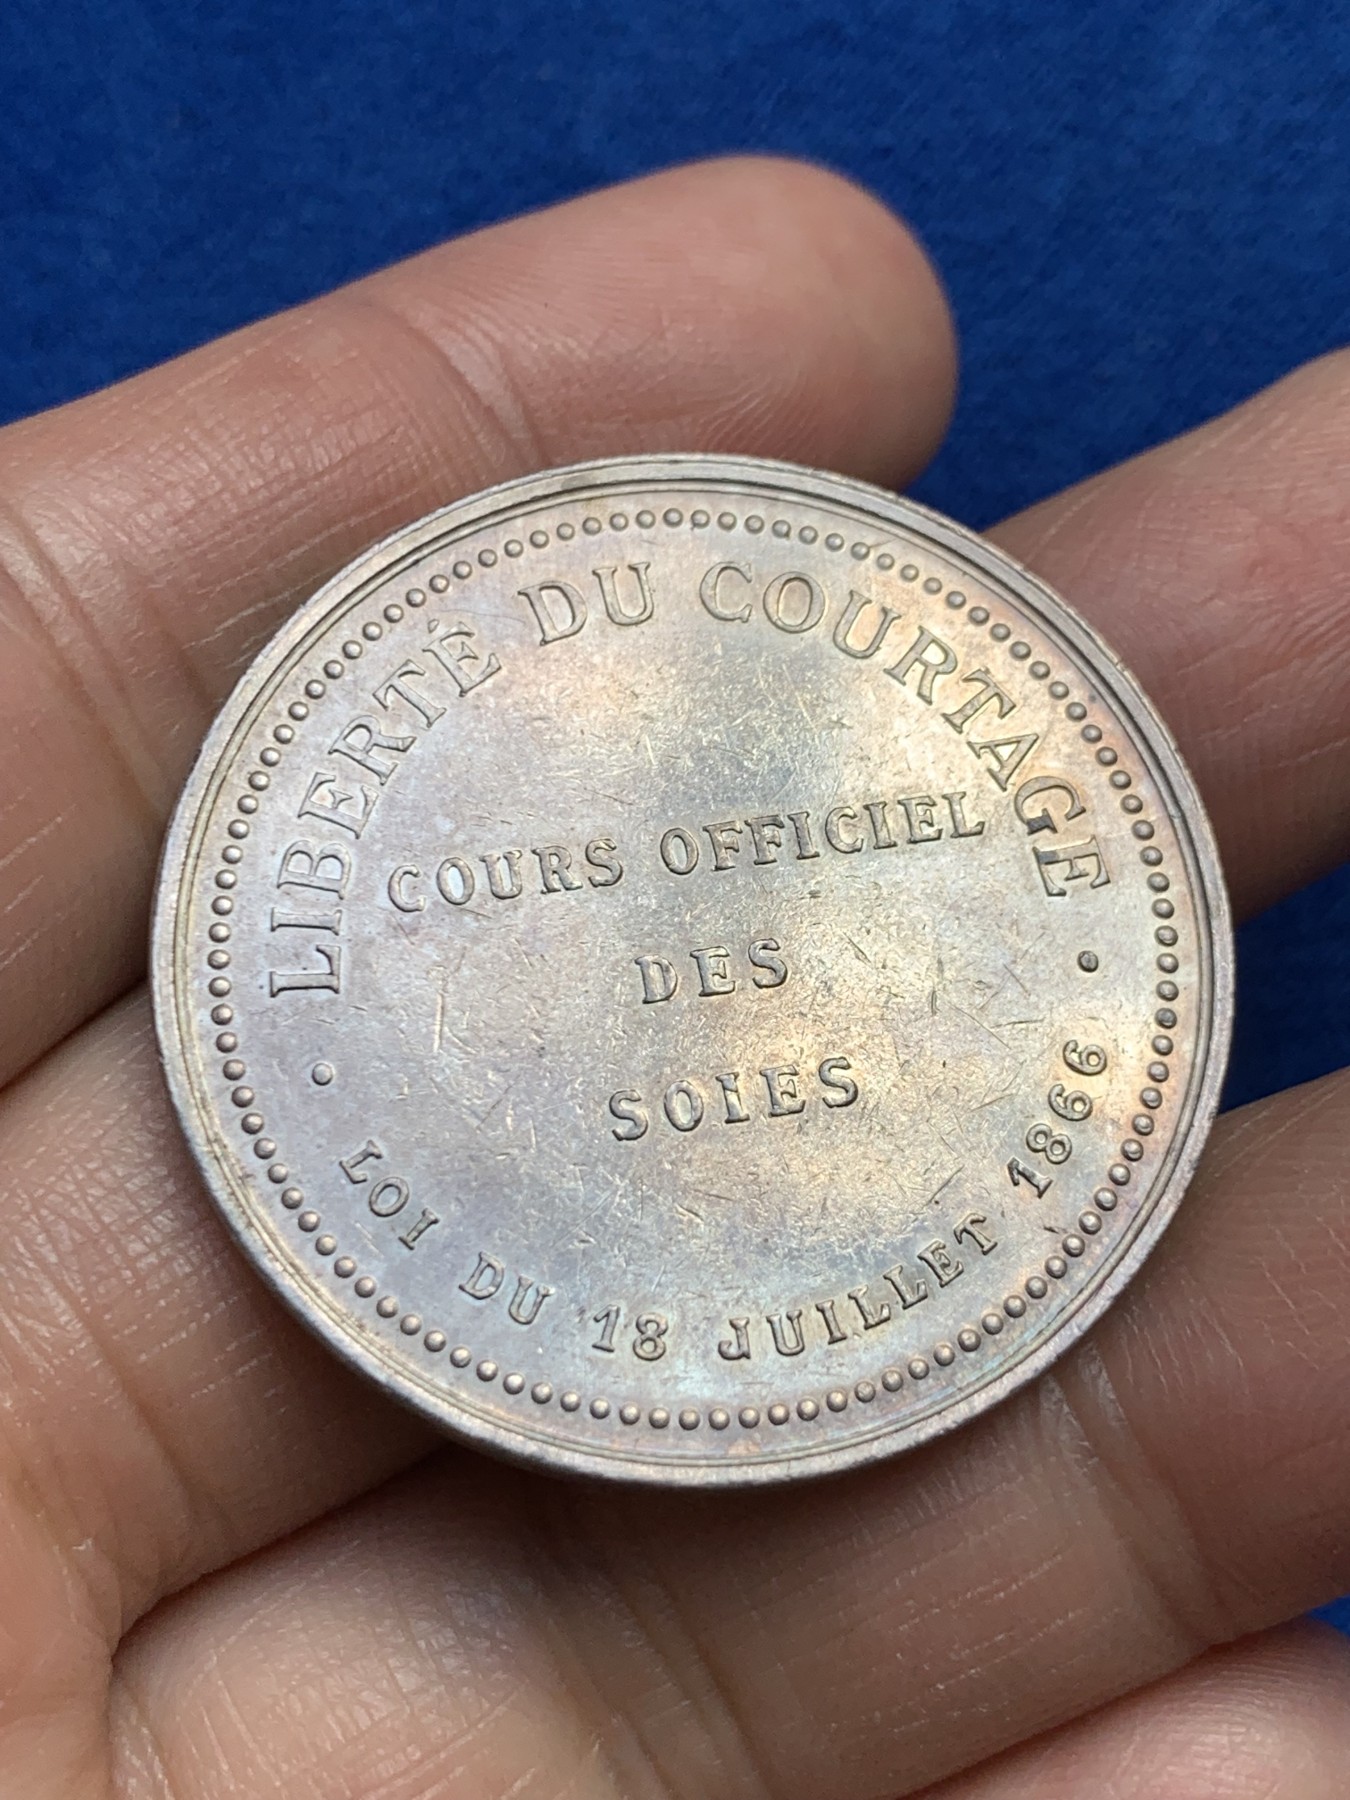 LIBERTÉ DU COURTAGE
COURS OFFICIEL
DES
SOIES
• LOI DU 18 JUILLET 1866 •